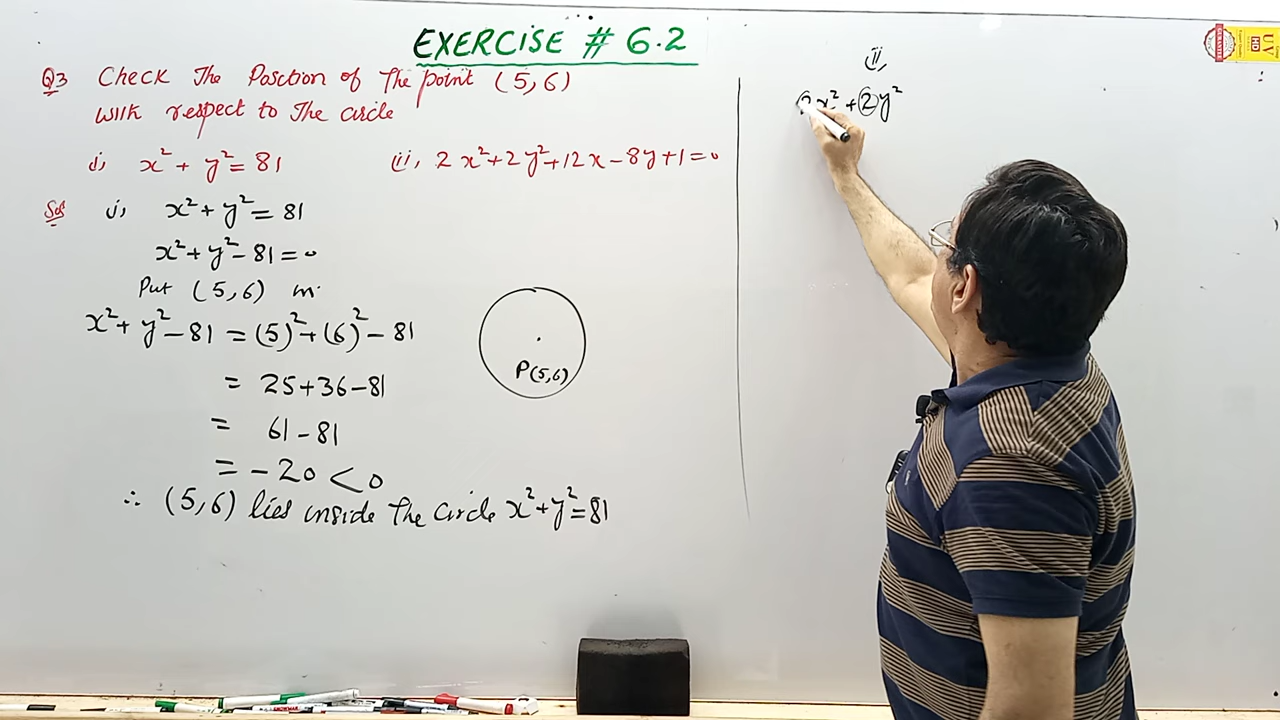 EXERCISE # 6.2
Q3 Check The Position of The point (5,6)
with respect to The circle
i, x²+y²=81 ii, 2x²+2y²+12x-8y+1=0
Sol i, x²+y²=81
x²+y²-81=0
Put (5,6) in
x²+y²-81=(5)²+(6)²-81
= 25+36-81
= 61-81
= -20<0
∴ (5,6) lies inside The circle x²+y²=81
P(5,6)
ii,
2x²+2y²
UV
HD